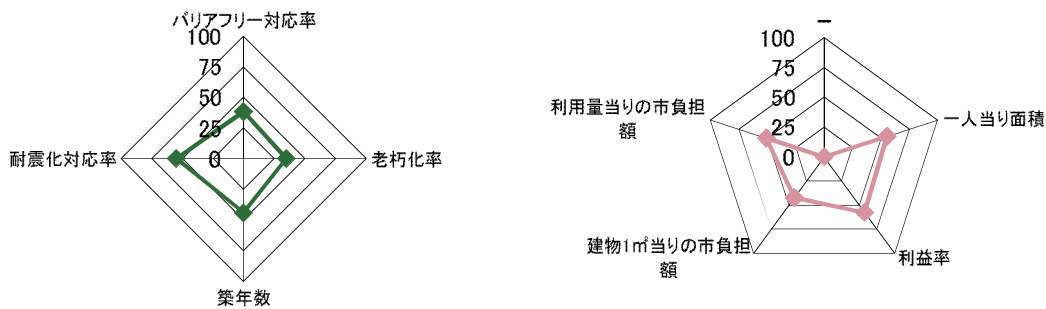 バリアフリー対応率
100
75
50
25
0
耐震化対応率
老朽化率
築年数
ー
100
75
50
25
0
利用量当りの市負担
額
一人当り面積
建物1㎡当りの市負担
額
利益率